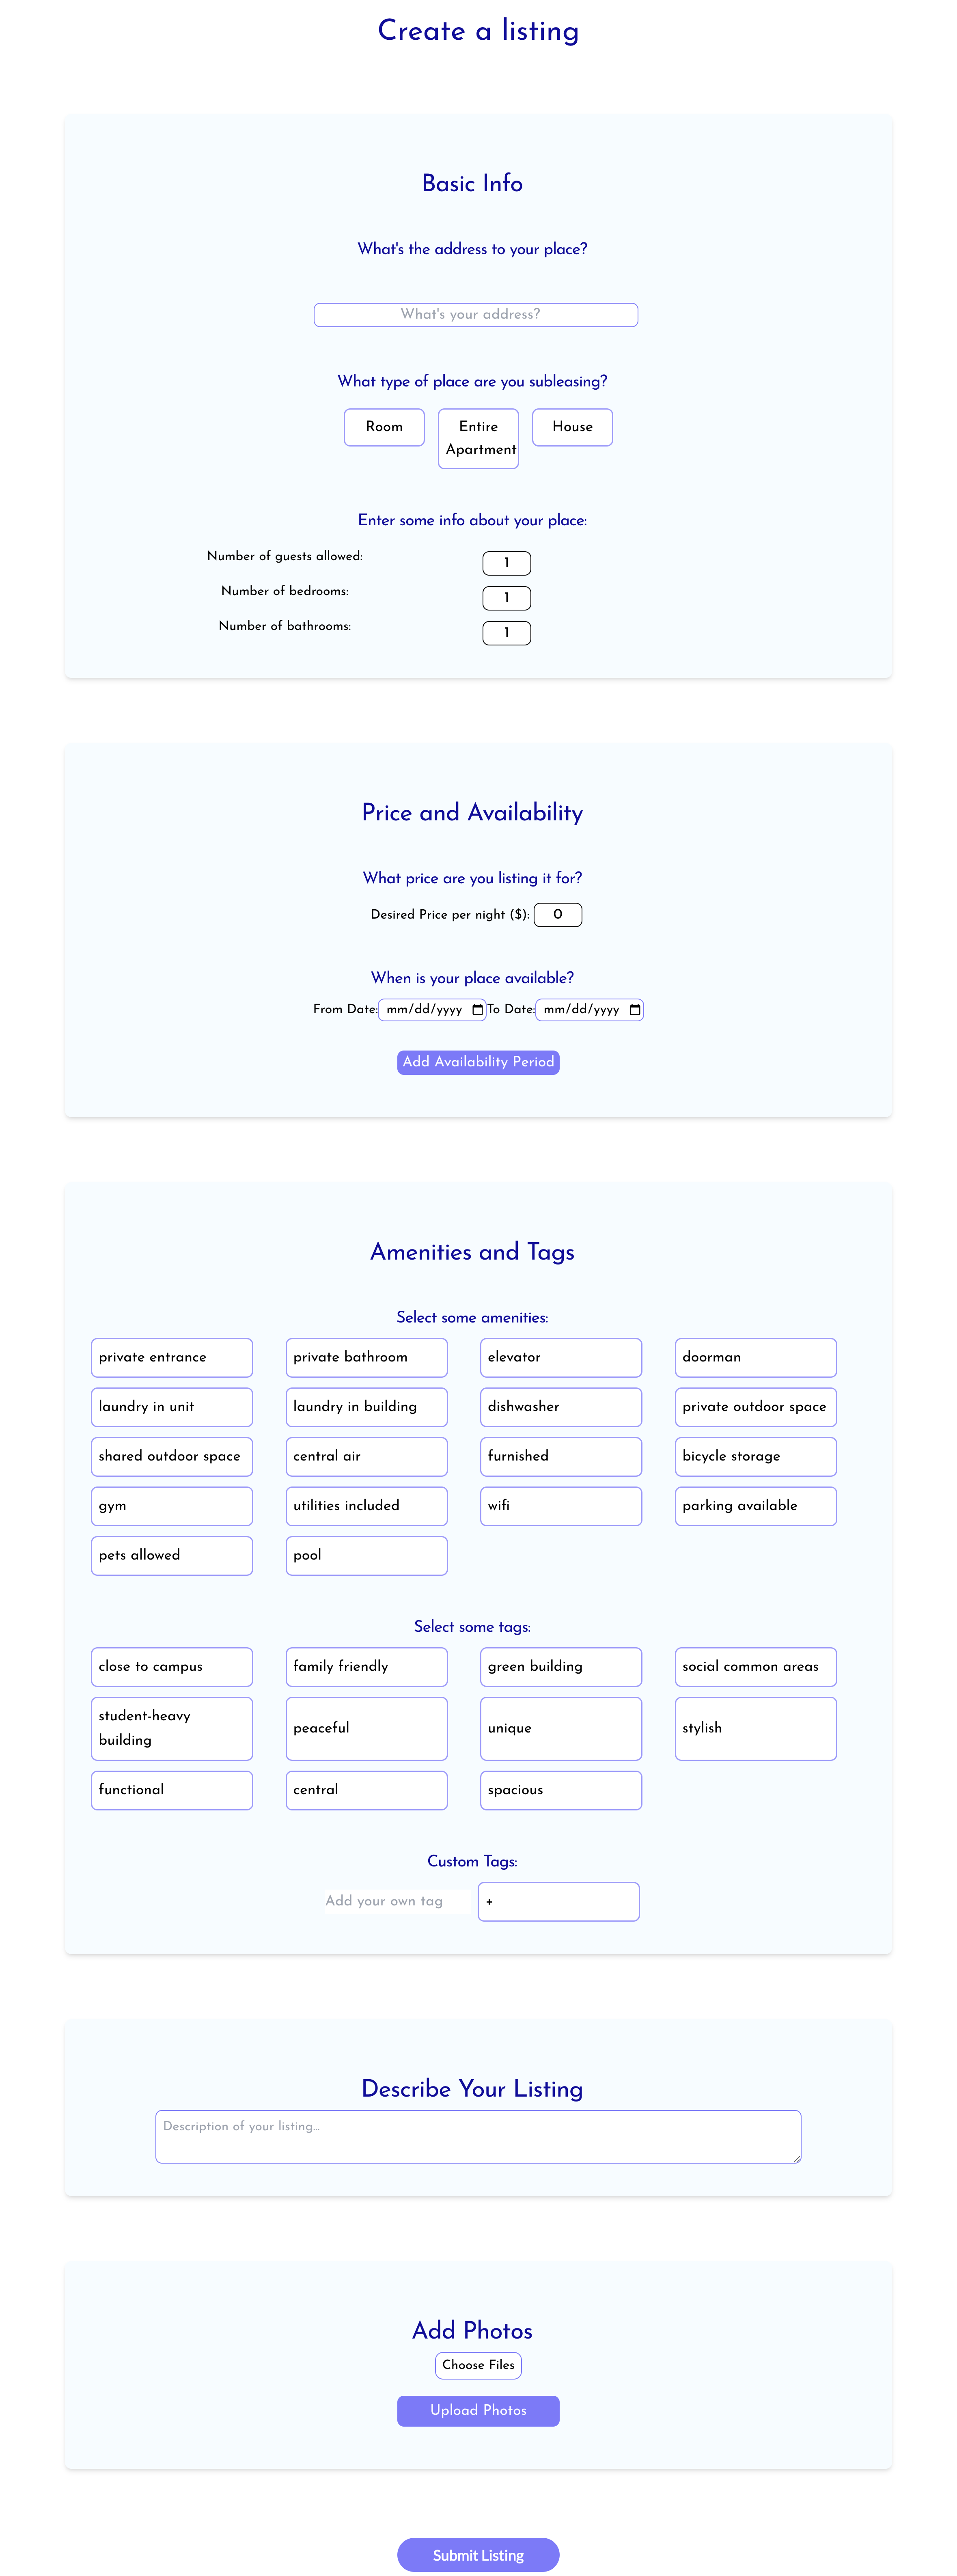 Create a listing
Basic Info
What's the address to your place?
What's your address?
What type of place are you subleasing?
Room
Entire
Apartment
House
Enter some info about your place:
Number of guests allowed: 1
Number of bedrooms: 1
Number of bathrooms: 1
Price and Availability
What price are you listing it for?
Desired Price per night ($): 0
When is your place available?
From Date: mm/dd/yyyy To Date: mm/dd/yyyy
Add Availability Period
Amenities and Tags
Select some amenities:
private entrance private bathroom elevator doorman
laundry in unit laundry in building dishwasher private outdoor space
shared outdoor space central air furnished bicycle storage
gym utilities included wifi parking available
pets allowed pool
Select some tags:
close to campus family friendly green building social common areas
student-heavy
building
peaceful unique stylish
functional central spacious
Custom Tags:
Add your own tag +
Describe Your Listing
Description of your listing...
Add Photos
Choose Files
Upload Photos
Submit Listing